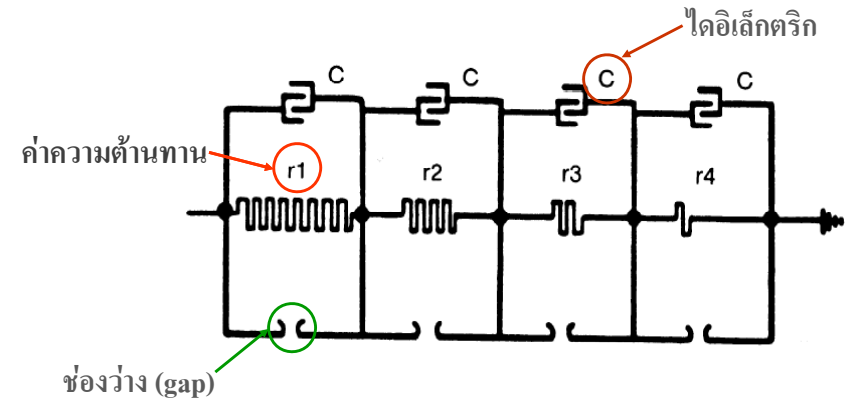 ไดอิเล็กตริก
C C C C
ค่าความต้านทาน
r1 r2 r3 r4
ช่องว่าง (gap)